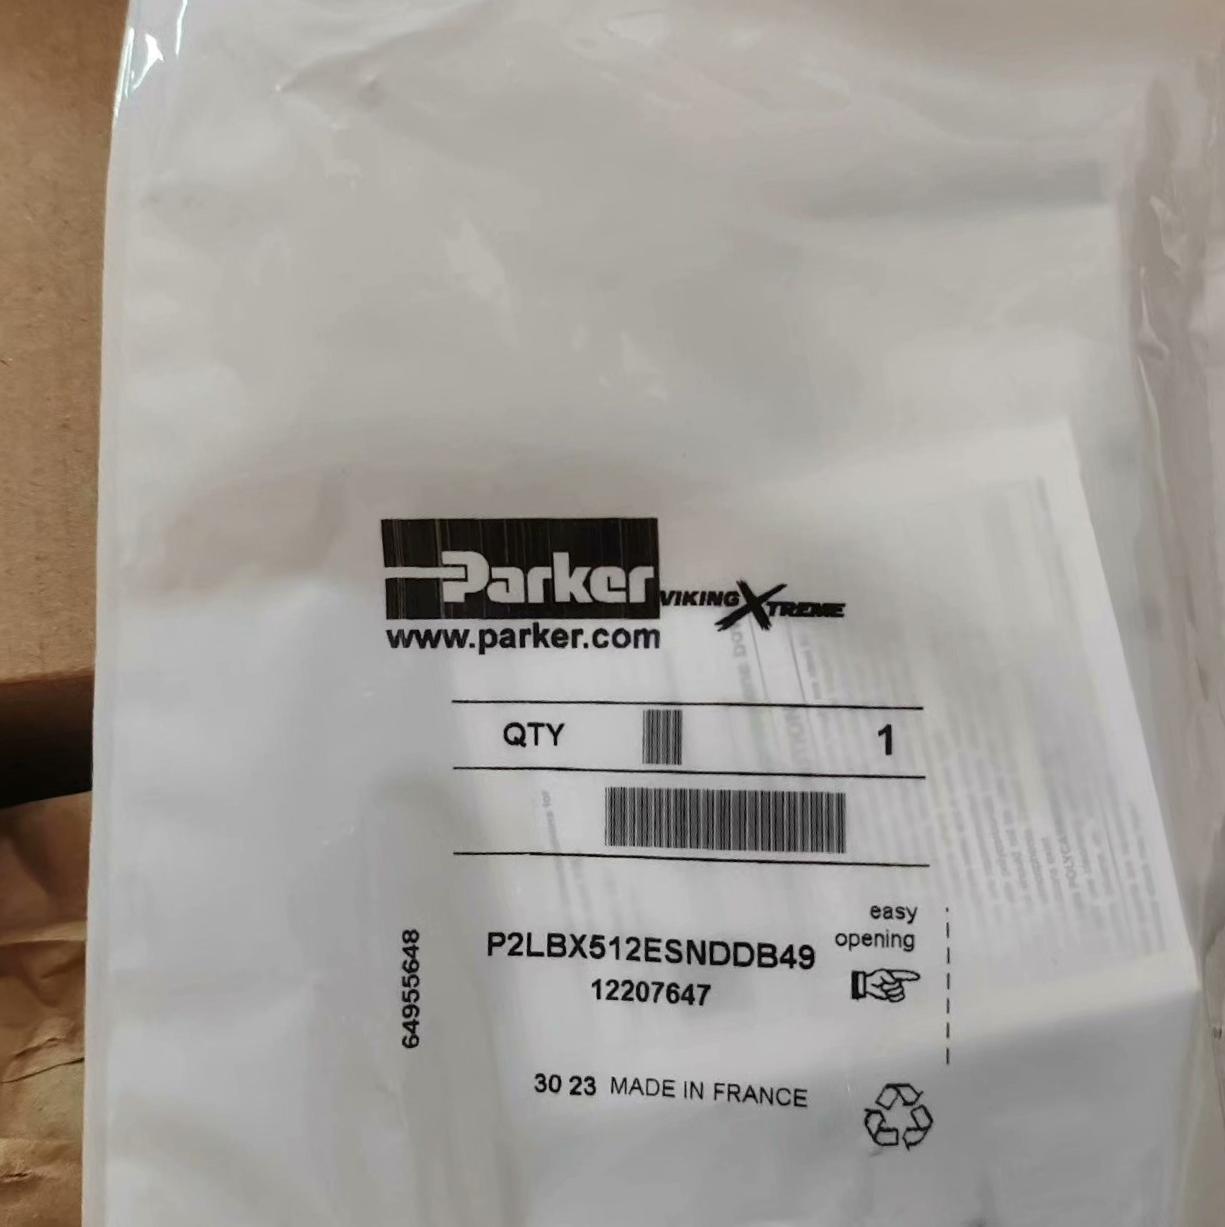 Parker
VIKING XTREME
www.parker.com
QTY 1
easy
opening
P2LBX512ESNDDB49
12207647
64955648
30 23 MADE IN FRANCE